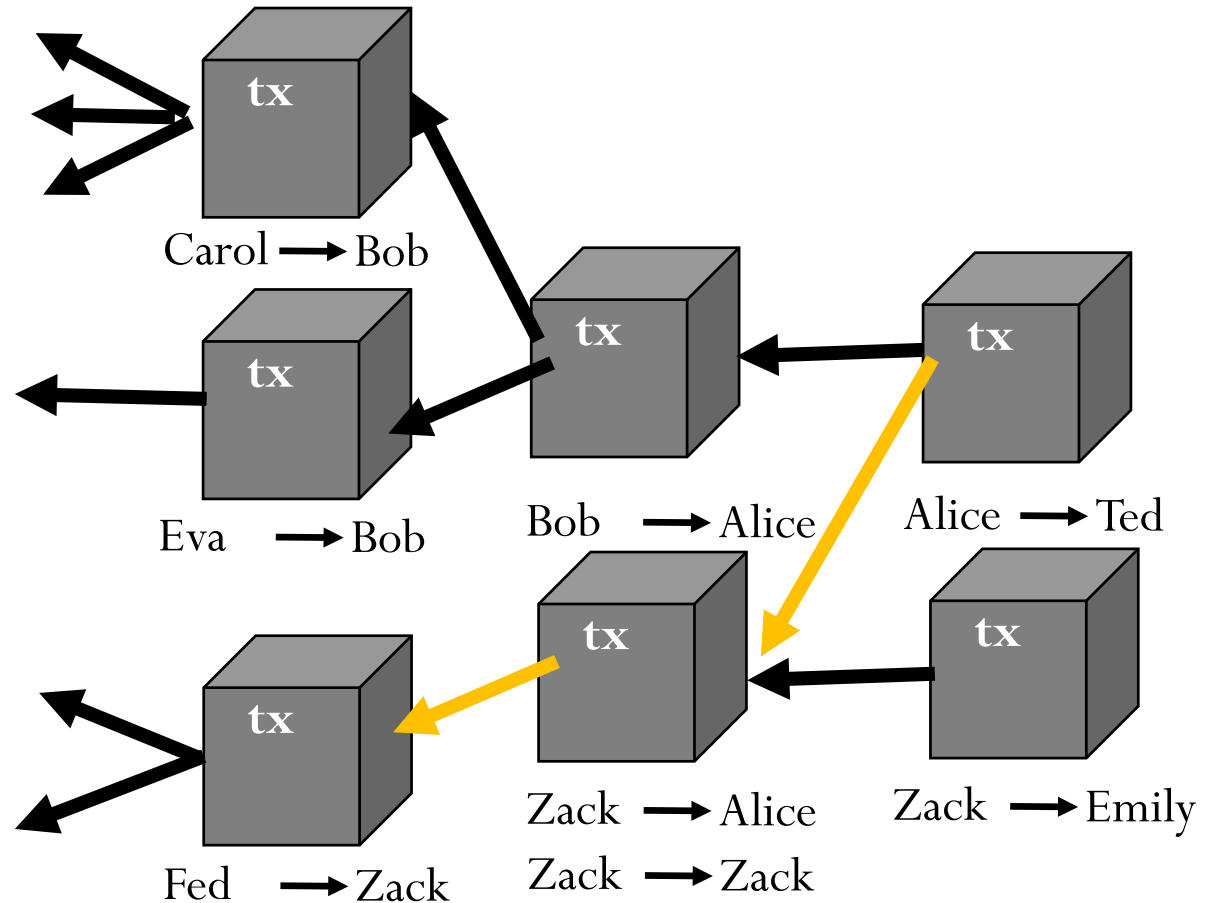 tx
Carol → Bob
tx
Eva → Bob
tx
Bob → Alice
tx
Alice → Ted
tx
Fed → Zack
tx
Zack → Alice
Zack → Zack
tx
Zack → Emily